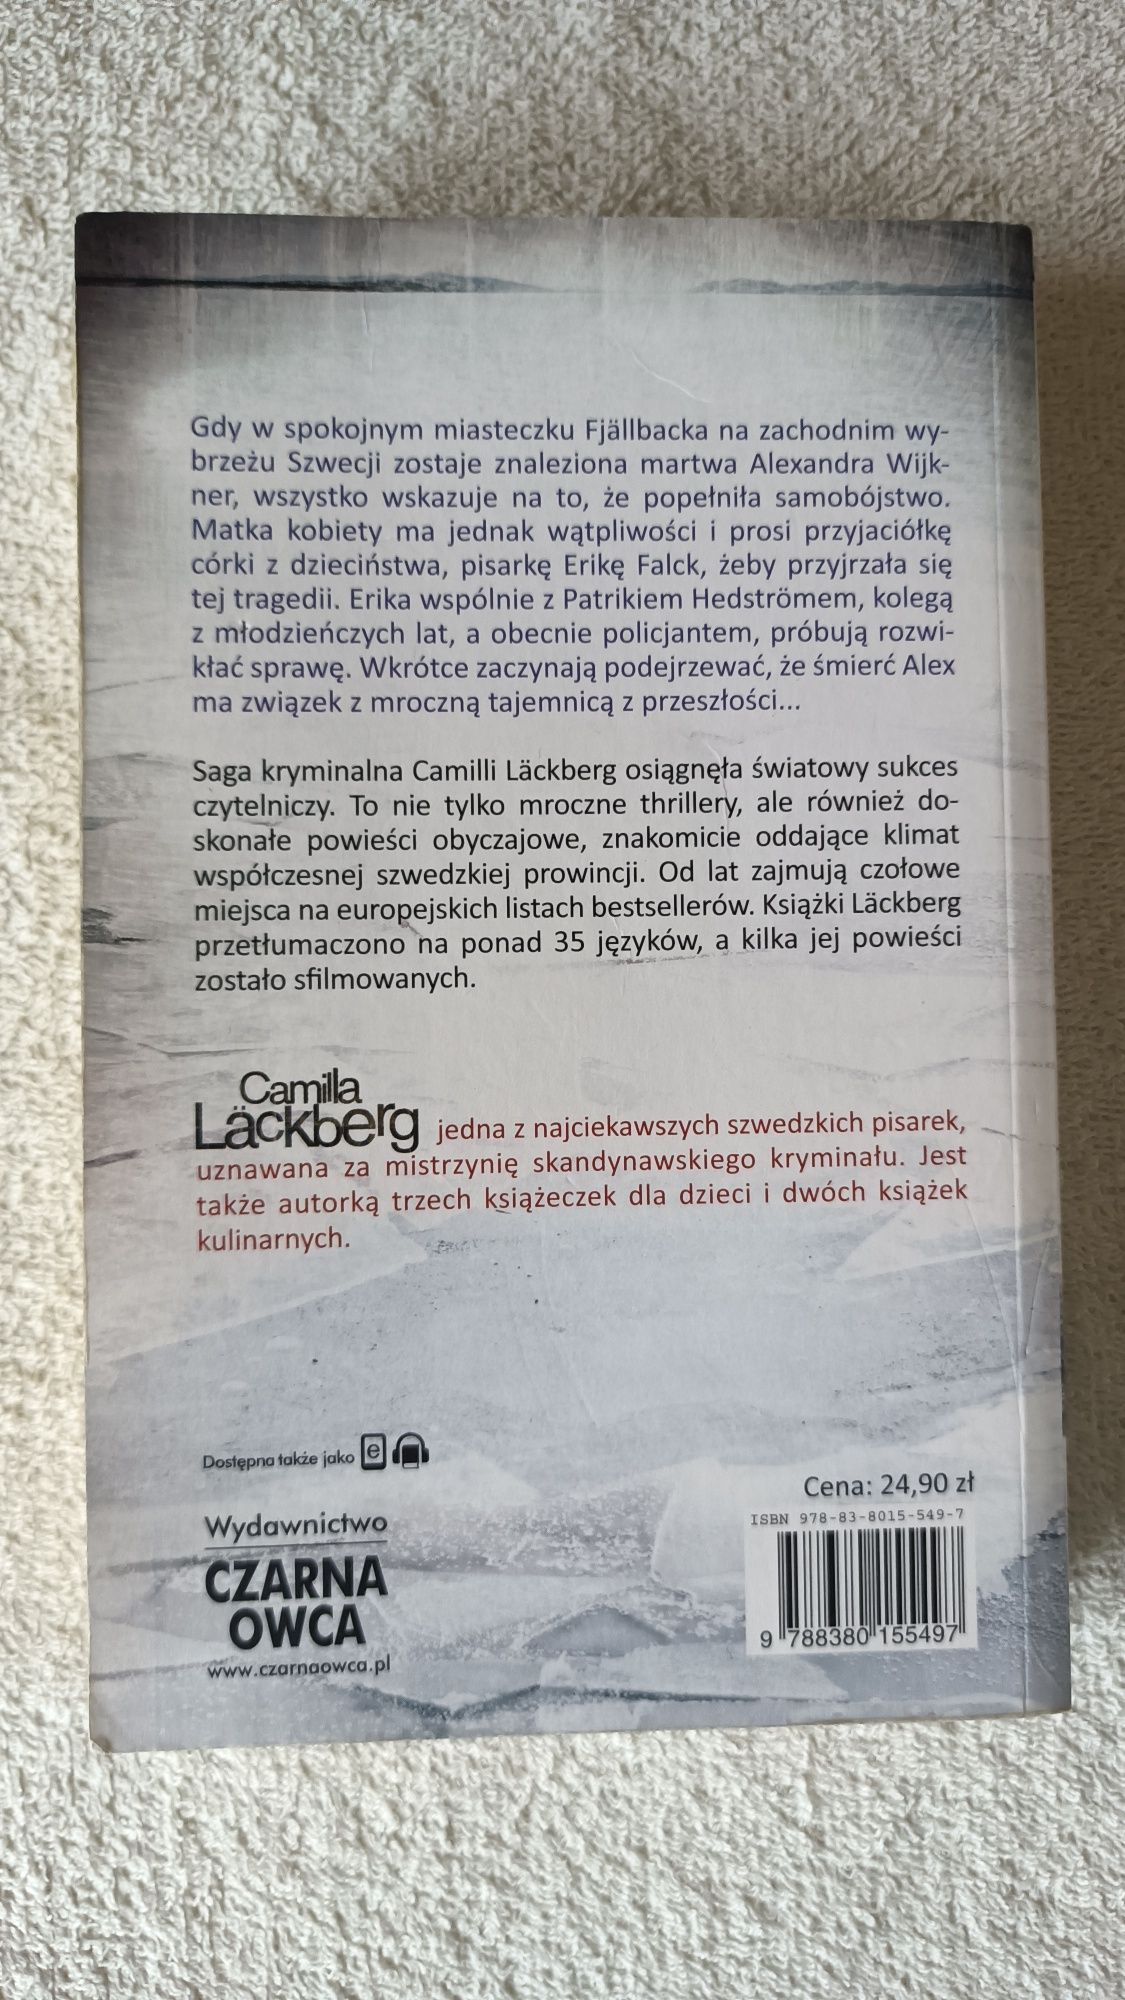 Gdy w spokojnym miasteczku Fjällbacka na zachodnim wy-
brzeżu Szwecji zostaje znaleziona martwa Alexandra Wijk-
ner, wszystko wskazuje na to, że popełniła samobójstwo.
Matka kobiety ma jednak wątpliwości i prosi przyjaciółkę
córki z dzieciństwa, pisarkę Erikę Falck, żeby przyjrzała się
tej tragedii. Erika wspólnie z Patrikiem Hedströmem, kolegą
z młodzieńczych lat, a obecnie policjantem, próbują rozwi-
kłać sprawę. Wkrótce zaczynają podejrzewać, że śmierć Alex
ma związek z mroczną tajemnicą z przeszłości...
Saga kryminalna Camilli Läckberg osiągnęła światowy sukces
czytelniczy. To nie tylko mroczne thrillery, ale również do-
skonałe powieści obyczajowe, znakomicie oddające klimat
współczesnej szwedzkiej prowincji. Od lat zajmują czołowe
miejsca na europejskich listach bestsellerów. Książki Läckberg
przetłumaczono na ponad 35 języków, a kilka jej powieści
zostało sfilmowanych.
Camilla
Läckberg jedna z najciekawszych szwedzkich pisarek,
uznawana za mistrzynię skandynawskiego kryminału. Jest
także autorką trzech książeczek dla dzieci i dwóch książek
kulinarnych.
Dostępna także jako e
Cena: 24,90 zł
ISBN 978-83-8015-549-7
9 788380 155497
Wydawnictwo
CZARNA
OWCA
www.czarnaowca.pl